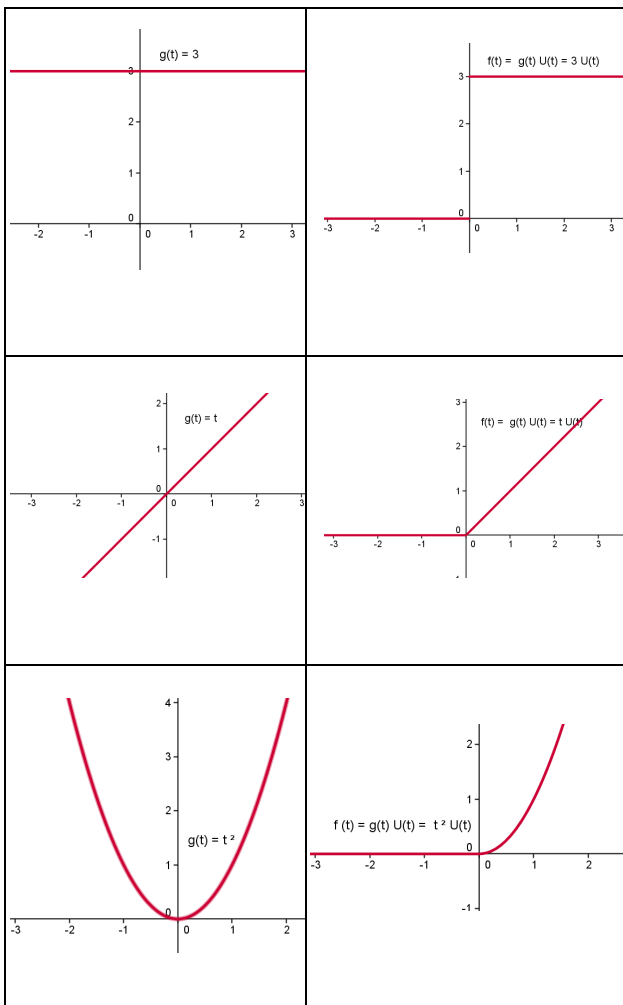 g(t) = 3
3
2
1
0
-2 -1 0 1 2 3
f(t) = g(t) U(t) = 3 U(t)
3
2
1
0
-3 -2 -1 0 1 2 3
2
g(t) = t
1
0
-3 -2 -1 0 1 2 3
-1
3
f(t) = g(t) U(t) = t U(t)
2
1
0
-3 -2 -1 0 1 2 3
4
3
2
g(t) = t ²
1
0
-3 -2 -1 0 1 2
2
1
f (t) = g(t) U(t) = t ² U(t)
0
-3 -2 -1 0 1 2
-1